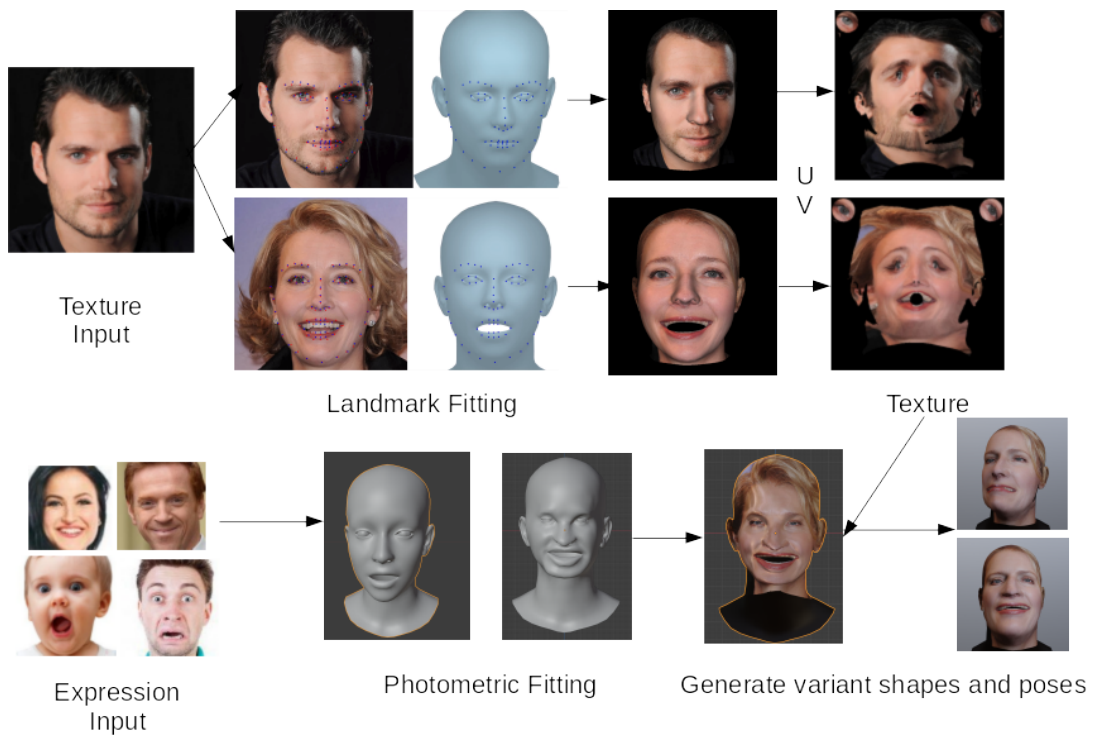 U
V
Texture
Input
Landmark Fitting
Texture
Photometric Fitting
Generate variant shapes and poses
Expression
Input